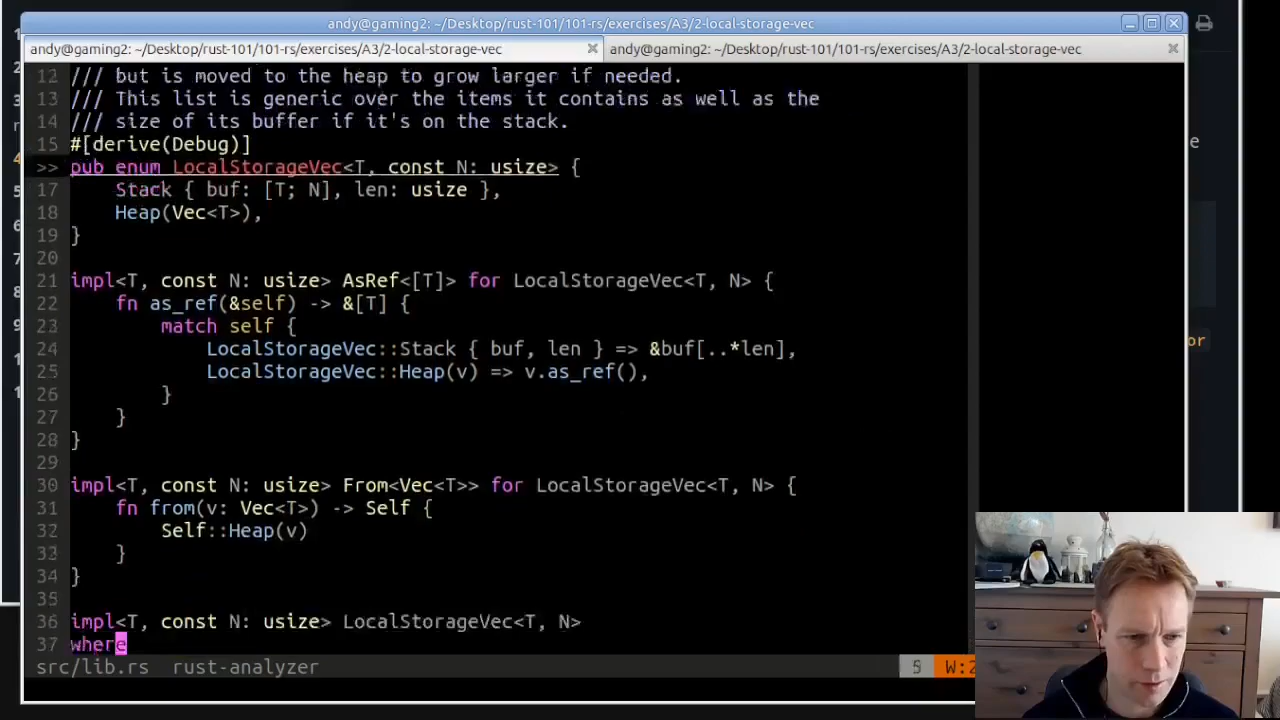 andy@gaming2: ~/Desktop/rust-101/101-rs/exercises/A3/2-local-storage-vec
andy@gaming2: ~/Desktop/rust-101/101-rs/exercises/A3/2-local-storage-vec
andy@gaming2: ~/Desktop/rust-101/101-rs/exercises/A3/2-local-storage-vec
12 /// but is moved to the heap to grow larger if needed.
13 /// This list is generic over the items it contains as well as the
14 /// size of its buffer if it's on the stack.
15 #[derive(Debug)]
>> pub enum LocalStorageVec<T, const N: usize> {
17     Stack { buf: [T; N], len: usize },
18     Heap(Vec<T>),
19 }
20
21 impl<T, const N: usize> AsRef<[T]> for LocalStorageVec<T, N> {
22     fn as_ref(&self) -> &[T] {
23         match self {
24             LocalStorageVec::Stack { buf, len } => &buf[..*len],
25             LocalStorageVec::Heap(v) => v.as_ref(),
26         }
27     }
28 }
29
30 impl<T, const N: usize> From<Vec<T>> for LocalStorageVec<T, N> {
31     fn from(v: Vec<T>) -> Self {
32         Self::Heap(v)
33     }
34 }
35
36 impl<T, const N: usize> LocalStorageVec<T, N>
37 where
src/lib.rs rust-analyzer 5 W:2
e
or